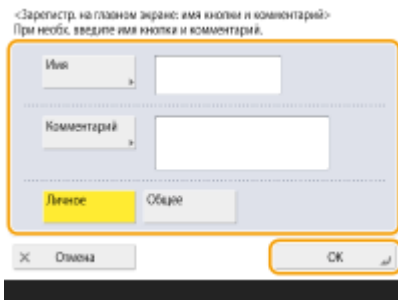 <Зарегистр. на главном экране: имя кнопки и комментарий>
При необх. введите имя кнопки и комментарий.
Имя
Комментарий
Личное Общее
× Отмена OK